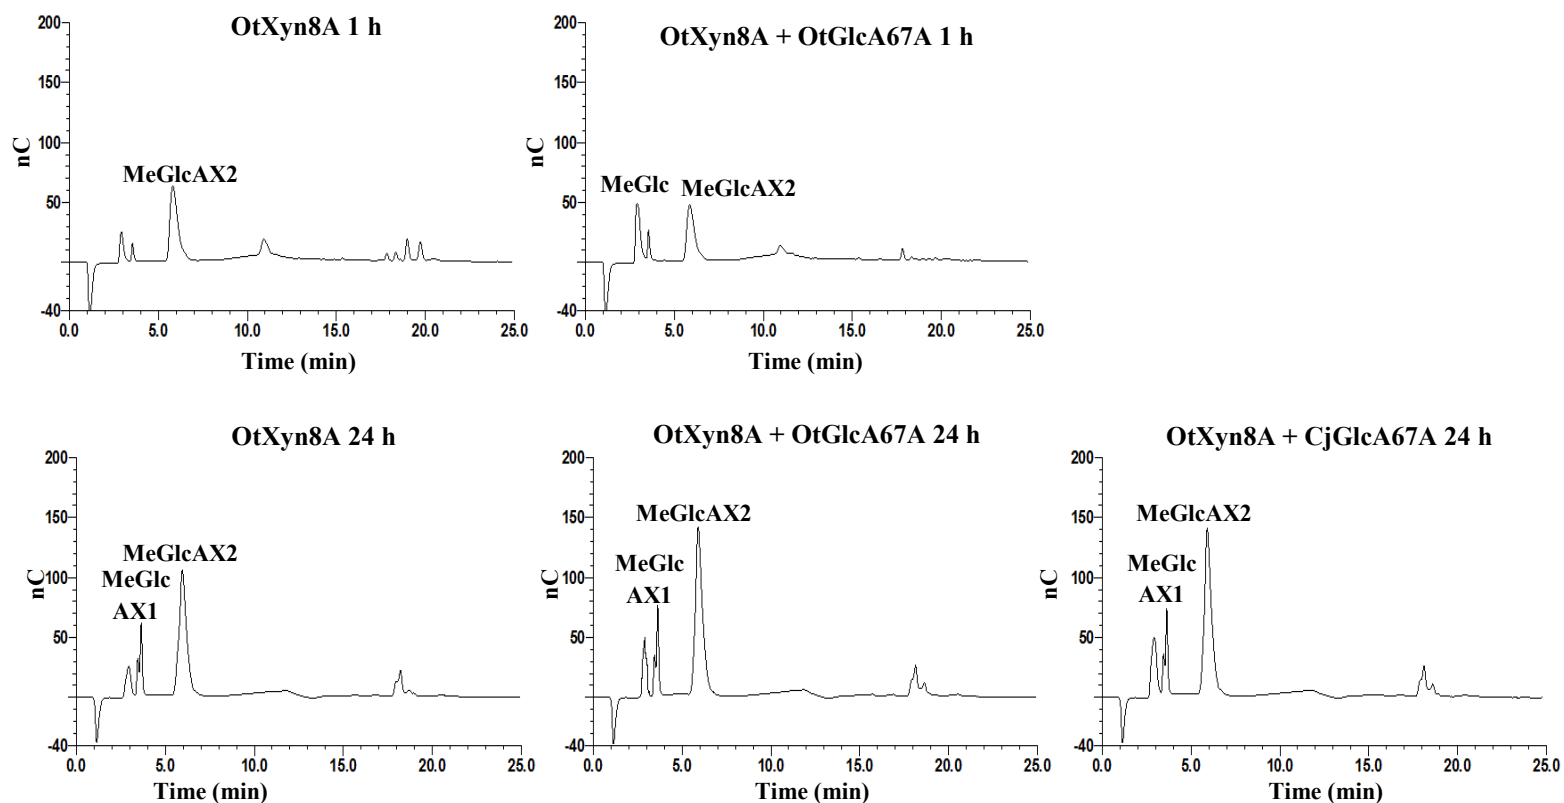 OtXyn8A 1 h
200
150
100
50
-40
nC
MeGlcAX2
0.0 5.0 10.0 15.0 20.0 25.0
Time (min)
OtXyn8A + OtGlcA67A 1 h
200
150
100
50
-40
nC
MeGlc MeGlcAX2
0.0 5.0 10.0 15.0 20.0 25.0
Time (min)
OtXyn8A 24 h
200
150
100
50
-40
nC
MeGlcAX2
MeGlc
AX1
0.0 5.0 10.0 15.0 20.0 25.0
Time (min)
OtXyn8A + OtGlcA67A 24 h
200
150
100
50
-40
nC
MeGlcAX2
MeGlc
AX1
0.0 5.0 10.0 15.0 20.0 25.0
Time (min)
OtXyn8A + CjGlcA67A 24 h
200
150
100
50
-40
nC
MeGlcAX2
MeGlc
AX1
0.0 5.0 10.0 15.0 20.0 25.0
Time (min)